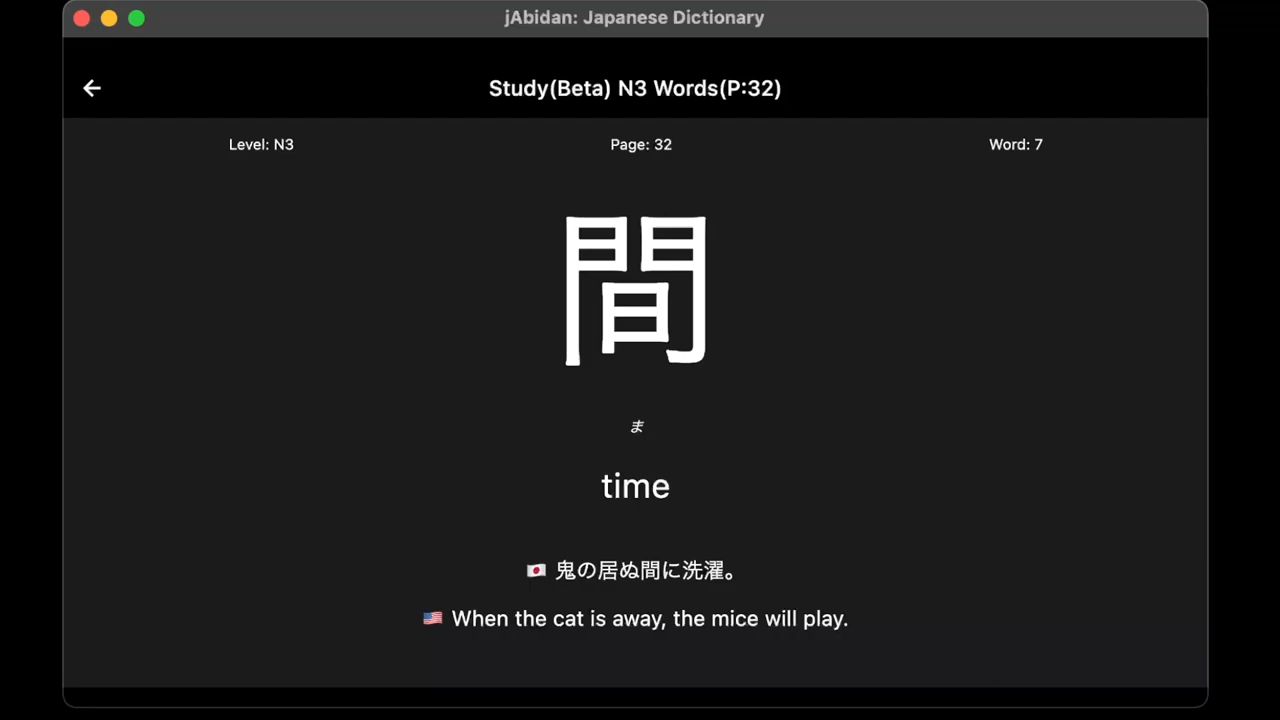 jAbidan: Japanese Dictionary
Study(Beta) N3 Words(P:32)
Level: N3
Page: 32
Word: 7
間
ま
time
🇯🇵 鬼の居ぬ間に洗濯。
🇺🇸 When the cat is away, the mice will play.